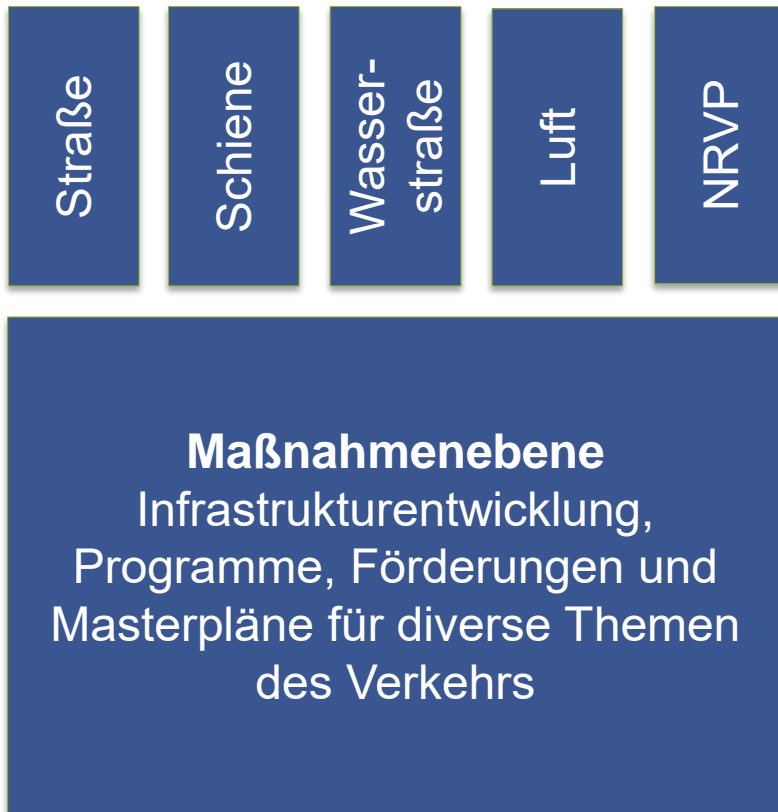 Straße
Schiene
Wasser-
straße
Luft
NRVP
Maßnahmenebene
Infrastrukturentwicklung,
Programme, Förderungen und
Masterpläne für diverse Themen
des Verkehrs